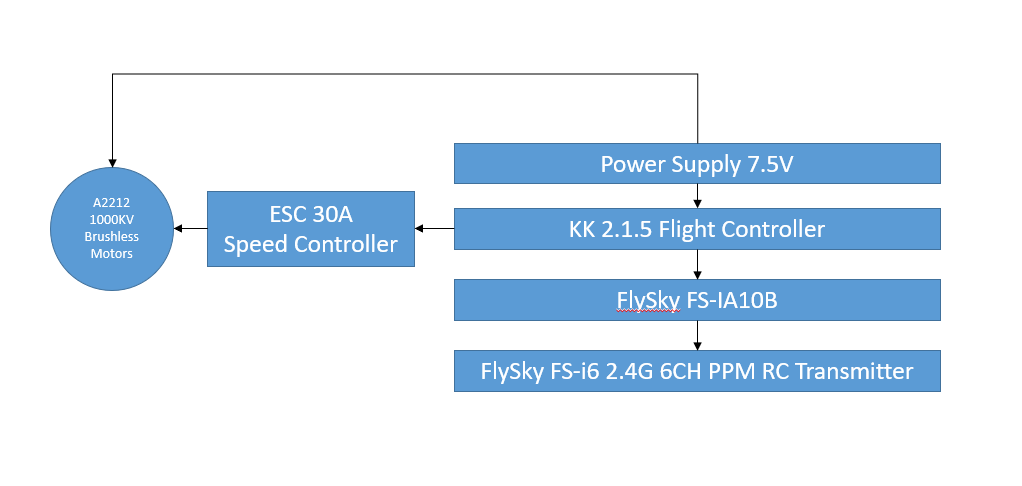 Power Supply 7.5V
A2212
1000KV
Brushless
Motors
ESC 30A
Speed Controller
KK 2.1.5 Flight Controller
FlySky FS-IA10B
FlySky FS-i6 2.4G 6CH PPM RC Transmitter